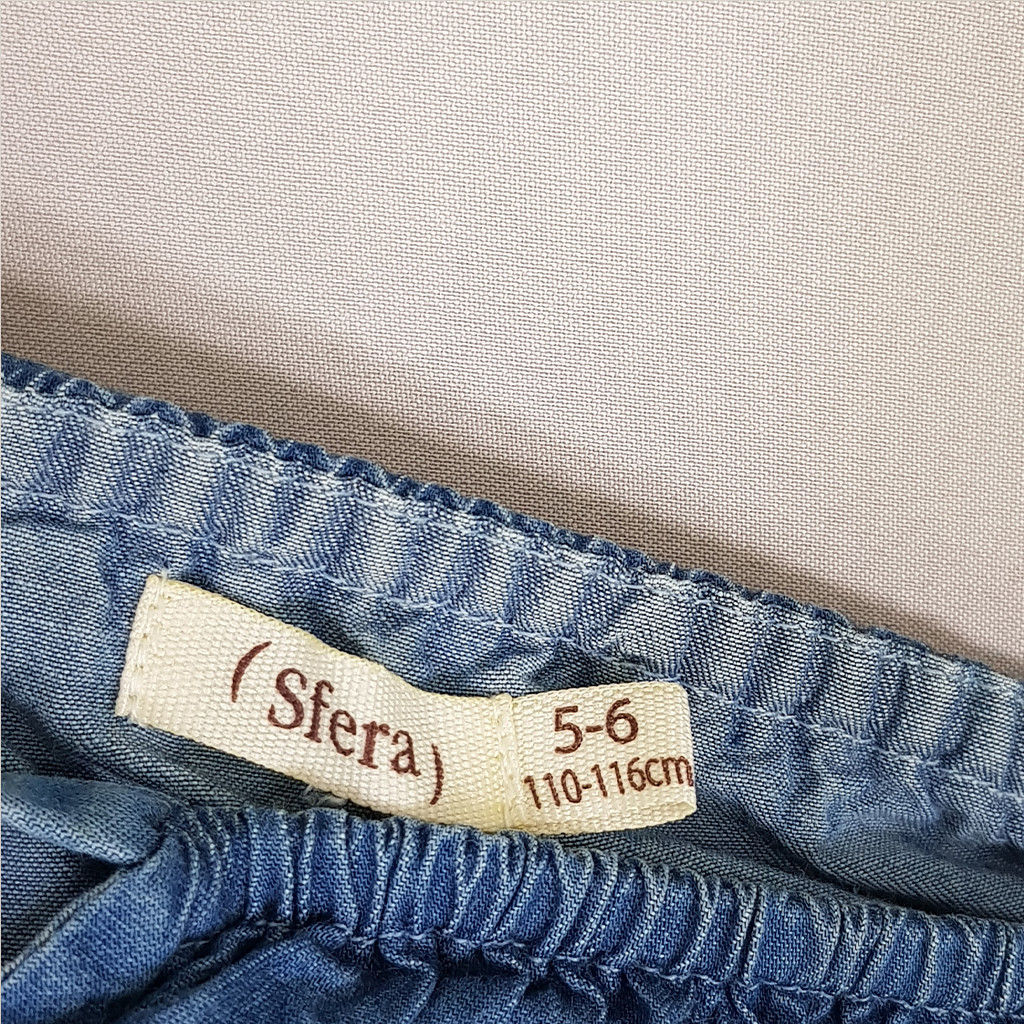 ( Sfera )
5-6
110-116cm